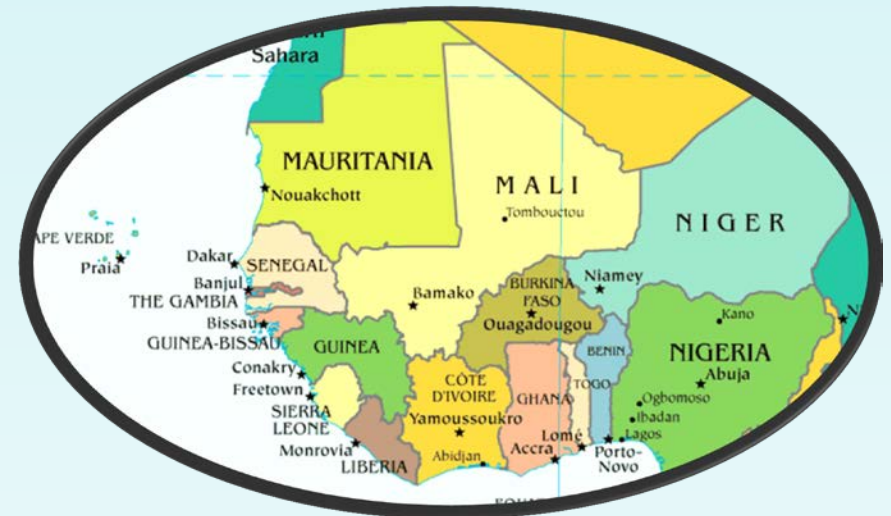 Sahara
MAURITANIA
Nouakchott
MALI
Tombouctou
NIGER
APE VERDE
Praia
Dakar
SENEGAL
Banjul
THE GAMBIA
Bissau
GUINEA-BISSAU
Bamako
BURKINA
FASO
Ouagadougou
Niamey
Kano
GUINEA
BENIN
NIGERIA
Abuja
Conakry
Freetown
SIERRA
LEONE
Monrovia
LIBERIA
CÔTE
D'IVOIRE
Yamoussoukro
Abidjan
GHANA
TOGO
Accra
Lomé
Ogbomoso
Ibadan
Lagos
Porto-
Novo